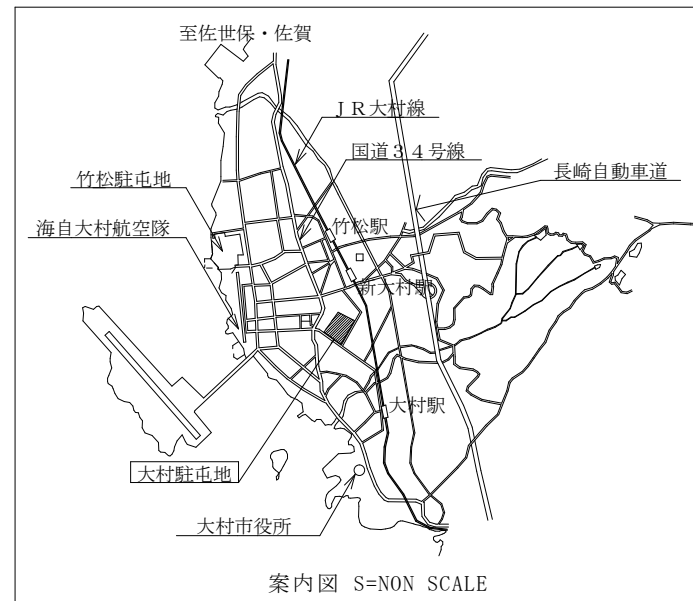 至佐世保・佐賀
ＪＲ大村線
国道３４号線
竹松駐屯地
長崎自動車道
海自大村航空隊
竹松駅
新大村駅
大村駅
大村駐屯地
大村市役所
案内図 S=NON SCALE